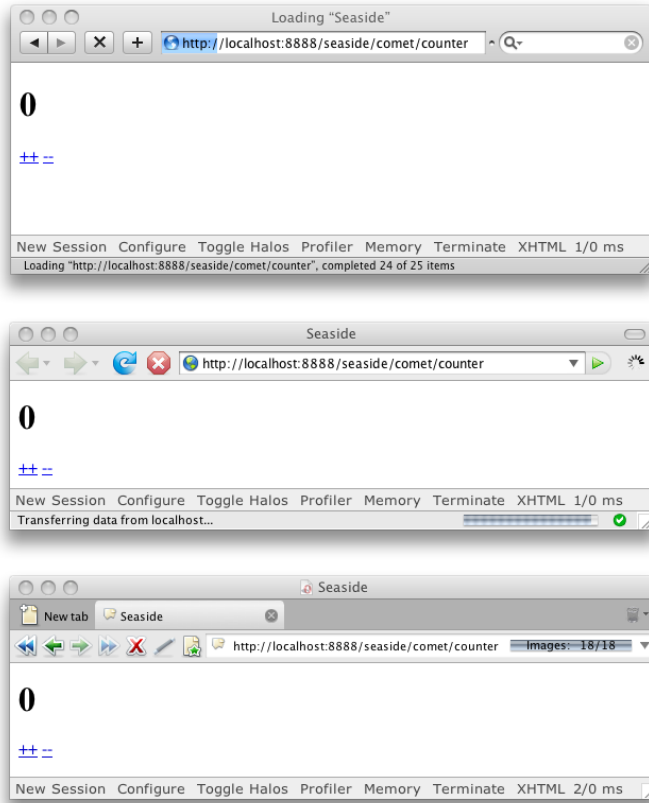 Loading “Seaside”
http://localhost:8888/seaside/comet/counter
0
++ --
New Session Configure Toggle Halos Profiler Memory Terminate XHTML 1/0 ms
Loading “http://localhost:8888/seaside/comet/counter”, completed 24 of 25 items
Seaside
http://localhost:8888/seaside/comet/counter
0
++ --
New Session Configure Toggle Halos Profiler Memory Terminate XHTML 1/0 ms
Transferring data from localhost...
Seaside
New tab Seaside
http://localhost:8888/seaside/comet/counter Images: 18/18
0
++ --
New Session Configure Toggle Halos Profiler Memory Terminate XHTML 2/0 ms